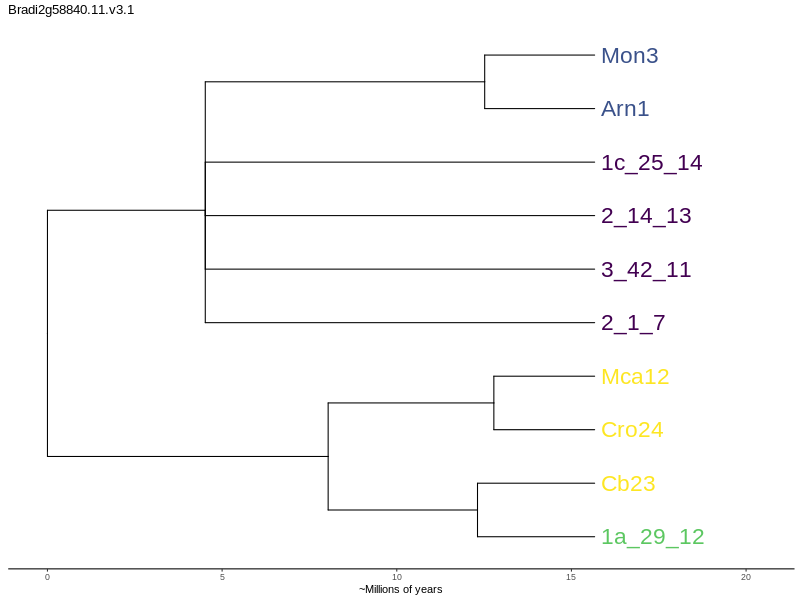 Bradi2g58840.11.v3.1
Mon3
Arn1
1c_25_14
2_14_13
3_42_11
2_1_7
Mca12
Cro24
Cb23
1a_29_12
0 5 10 15 20
~Millions of years